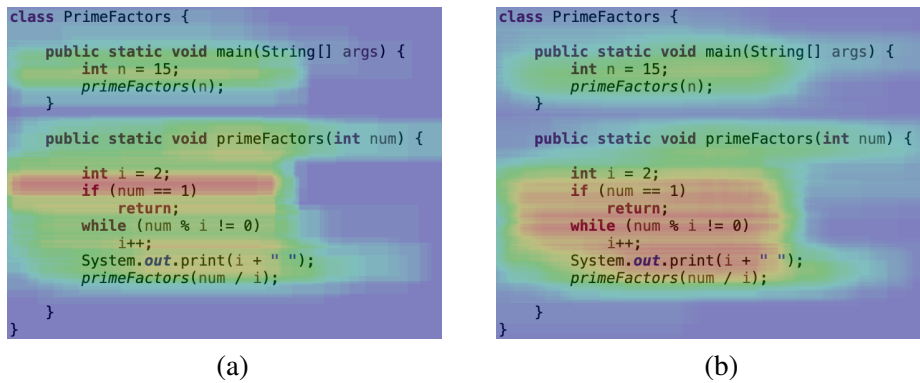 class PrimeFactors {
public static void main(String[] args) {
int n = 15;
primeFactors(n);
}
public static void primeFactors(int num) {
int i = 2;
if (num == 1)
return;
while (num % i != 0)
i++;
System.out.print(i + " ");
primeFactors(num / i);
}
}
(a)
class PrimeFactors {
public static void main(String[] args) {
int n = 15;
primeFactors(n);
}
public static void primeFactors(int num) {
int i = 2;
if (num == 1)
return;
while (num % i != 0)
i++;
System.out.print(i + " ");
primeFactors(num / i);
}
}
(b)